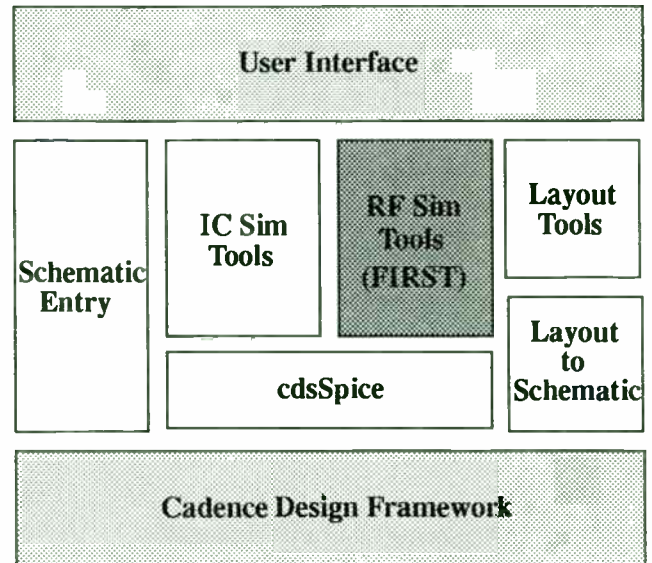 User Interface
Schematic
Entry
IC Sim
Tools
RF Sim
Tools
(FIRST)
Layout
Tools
Layout
to
Schematic
cdsSpice
Cadence Design Framework